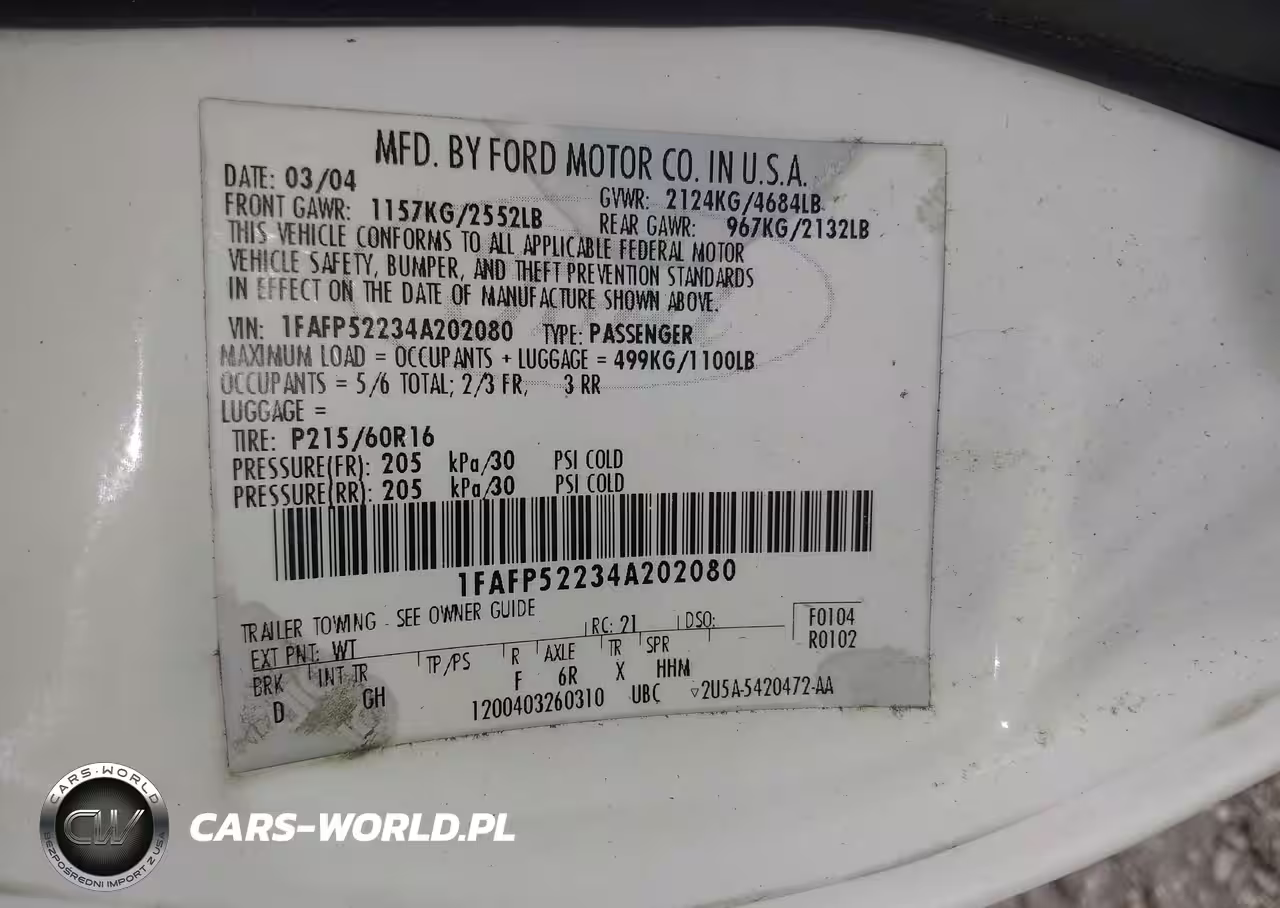 MFD. BY FORD MOTOR CO. IN U.S.A.
DATE: 03/04 GVWR: 2124KG/4684LB
FRONT GAWR: 1157KG/2552LB REAR GAWR: 967KG/2132LB
THIS VEHICLE CONFORMS TO ALL APPLICABLE FEDERAL MOTOR
VEHICLE SAFETY, BUMPER, AND THEFT PREVENTION STANDARDS
IN EFFECT ON THE DATE OF MANUFACTURE SHOWN ABOVE.
VIN: 1FAFP52234A202080 TYPE: PASSENGER
MAXIMUM LOAD = OCCUPANTS + LUGGAGE = 499KG/1100LB
OCCUPANTS = 5/6 TOTAL; 2/3 FR, 3 RR
LUGGAGE =
TIRE: P215/60R16
PRESSURE(FR): 205 kPa/30 PSI COLD
PRESSURE(RR): 205 kPa/30 PSI COLD
1FAFP52234A202080
TRAILER TOWING - SEE OWNER GUIDE
EXT PNT: WT RC: 21 DSO: F0104
R0102
BRK INT TR TP/PS R AXLE TR SPR
D GH F 6R X HHM
1200403260310 UBC ▽2U5A-5420472-AA
CARS-WORLD
CW
BEZPOŚREDNI IMPORT Z USA
CARS-WORLD.PL